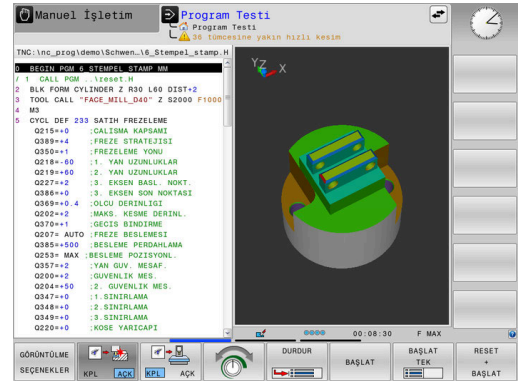 Manuel İşletim
Program Testi
Program Testi
36 tümcesine yakın hızlı kesim
TNC:\nc_prog\demo\Schwen…\6_Stempel_stamp.H
0 BEGIN PGM 6_STEMPEL_STAMP MM
/ 1 CALL PGM ..\reset.H
2 BLK FORM CYLINDER Z R30 L60 DIST+2
3 TOOL CALL "FACE_MILL_D40" Z S2000 F1000
4 M3
5 CYCL DEF 233 SATIH FREZELEME
Q215=+0 ;CALISMA KAPSAMI
Q389=+4 ;FREZE STRATEJISI
Q350=+1 ;FREZELEME YONU
Q218=-60 ;1. YAN UZUNLUKLAR
Q219=+60 ;2. YAN UZUNLUKLAR
Q227=+2 ;3. EKSEN BASL. NOKT.
Q386=+0 ;3. EKSEN SON NOKTASI
Q369=+0.4 ;OLCU DERINLIGI
Q202=+2 ;MAKS. KESME DERINL.
Q370=+1 ;GECIS BINDIRME
Q207= AUTO ;FREZE BESLEMESI
Q385=+500 ;BESLEME PERDAHLAMA
Q253= MAX ;BESLEME POZISYONL.
Q357=+2 ;YAN GUV. MESAF.
Q200=+2 ;GUVENLIK MES.
Q204=+50 ;2. GUVENLIK MES.
Q347=+0 ;1.SINIRLAMA
Q348=+0 ;2.SINIRLAMA
Q349=+0 ;3.SINIRLAMA
Q220=+0 ;KOSE YARICAPI
YZ X
00:08:30 F MAX
GÖRÜNTÜLME
SEÇENEKLER
KPL AÇK
KPL AÇK
DURDUR
BAŞLAT
BAŞLAT
TEK
RESET
+
BAŞLAT